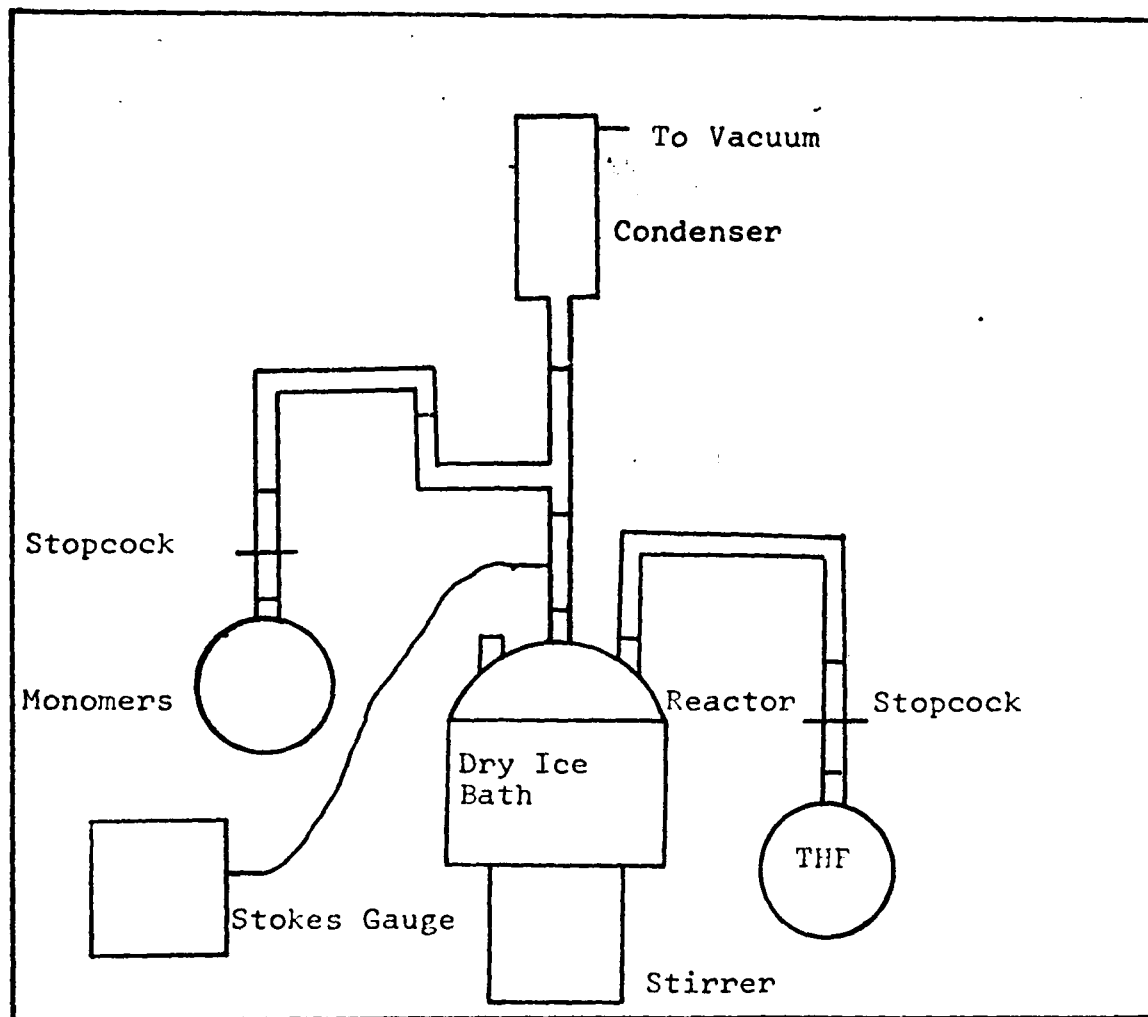 To Vacuum
Condenser
Stopcock
Monomers
Reactor
Stopcock
Dry Ice
Bath
THF
Stokes Gauge
Stirrer